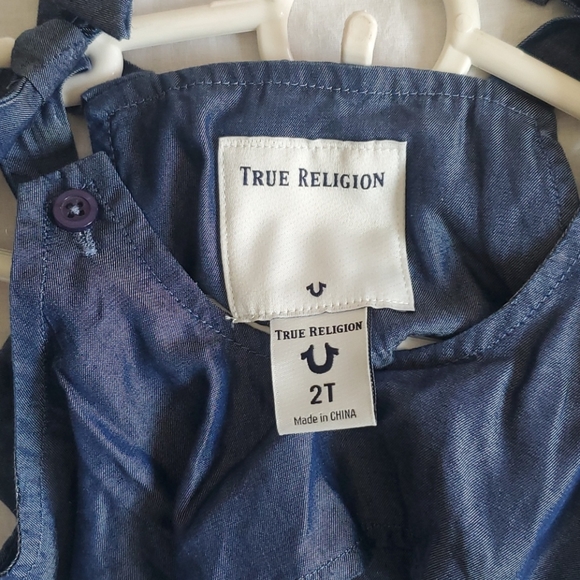 TRUE RELIGION
TRUE RELIGION
2T
Made in CHINA